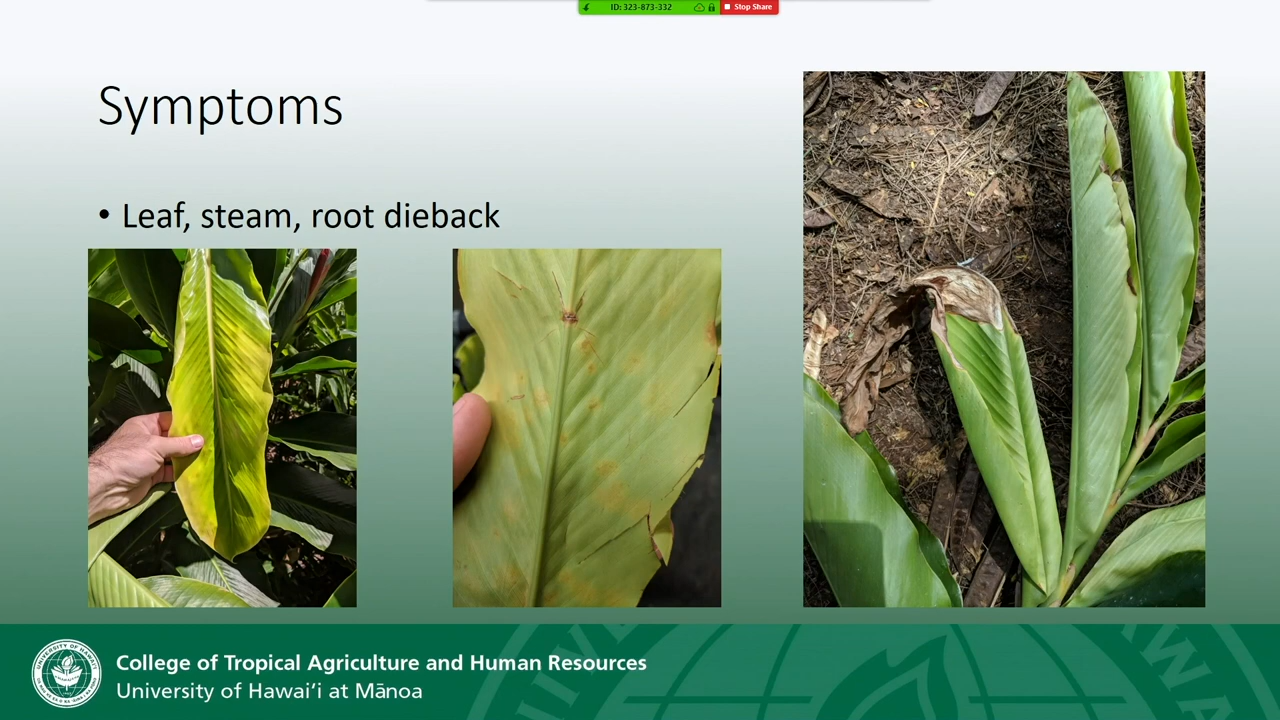 ID: 323-873-332
Stop Share
Symptoms
• Leaf, steam, root dieback
College of Tropical Agriculture and Human Resources
University of Hawaiʻi at Mānoa